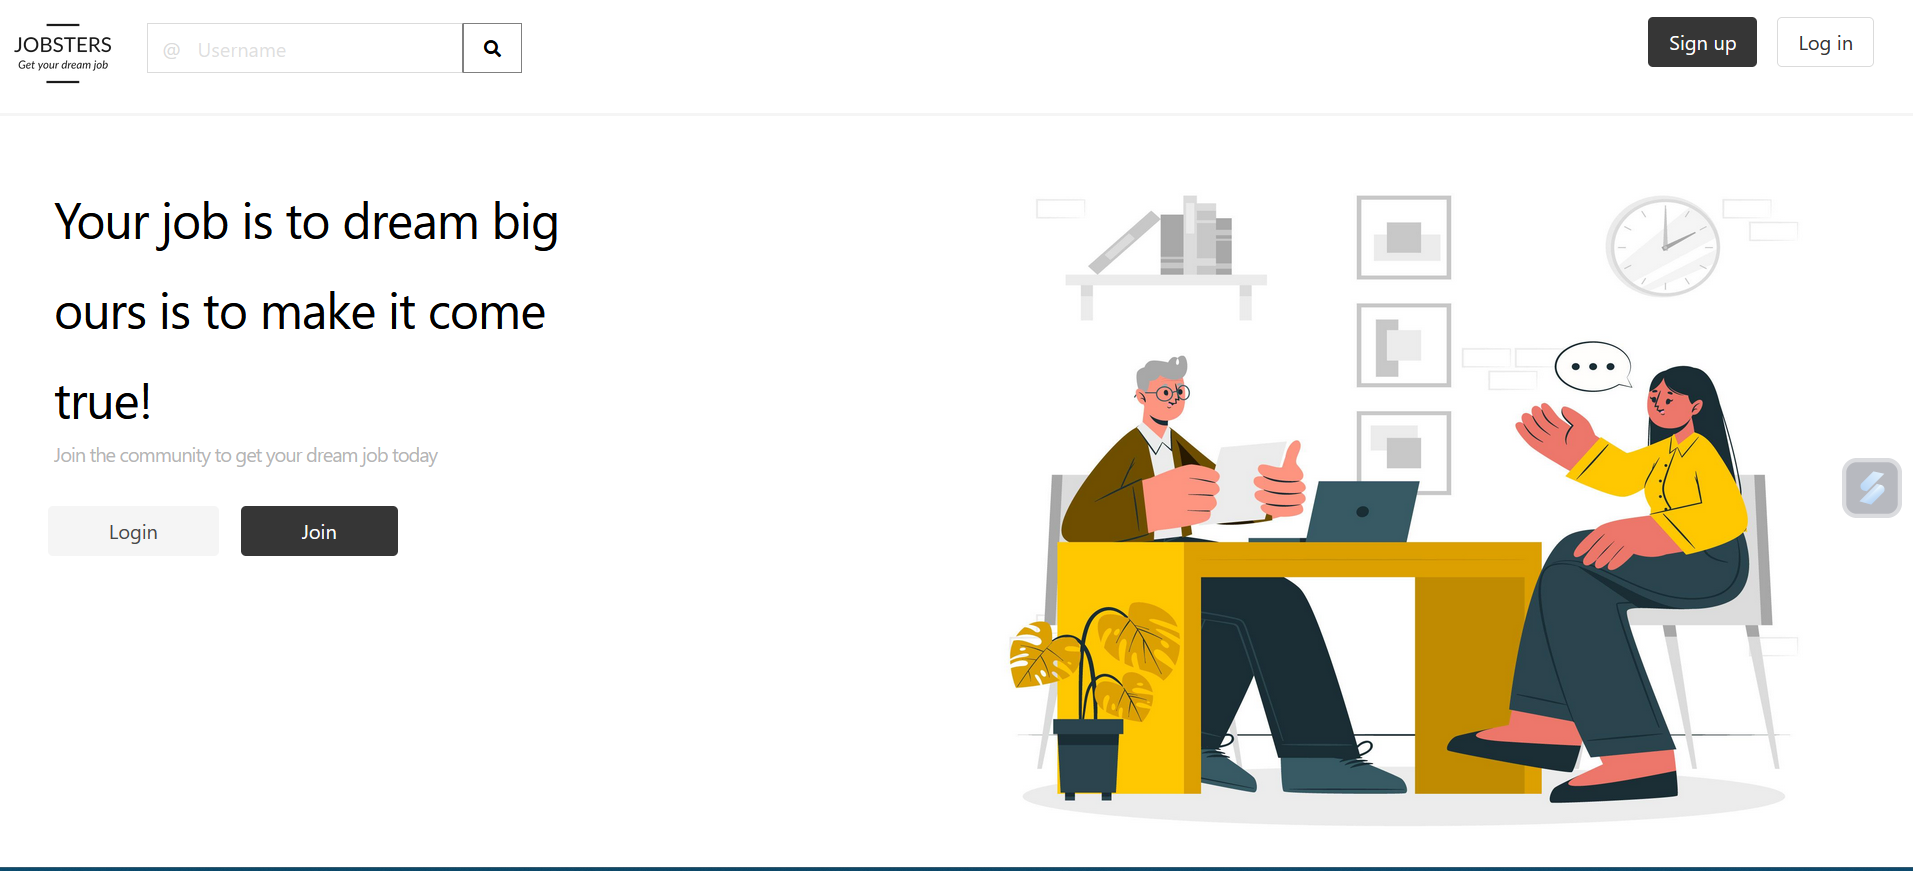 JOBSTERS
Get your dream job
@ Username
Sign up
Log in
Your job is to dream big
ours is to make it come
true!
Join the community to get your dream job today
Login
Join